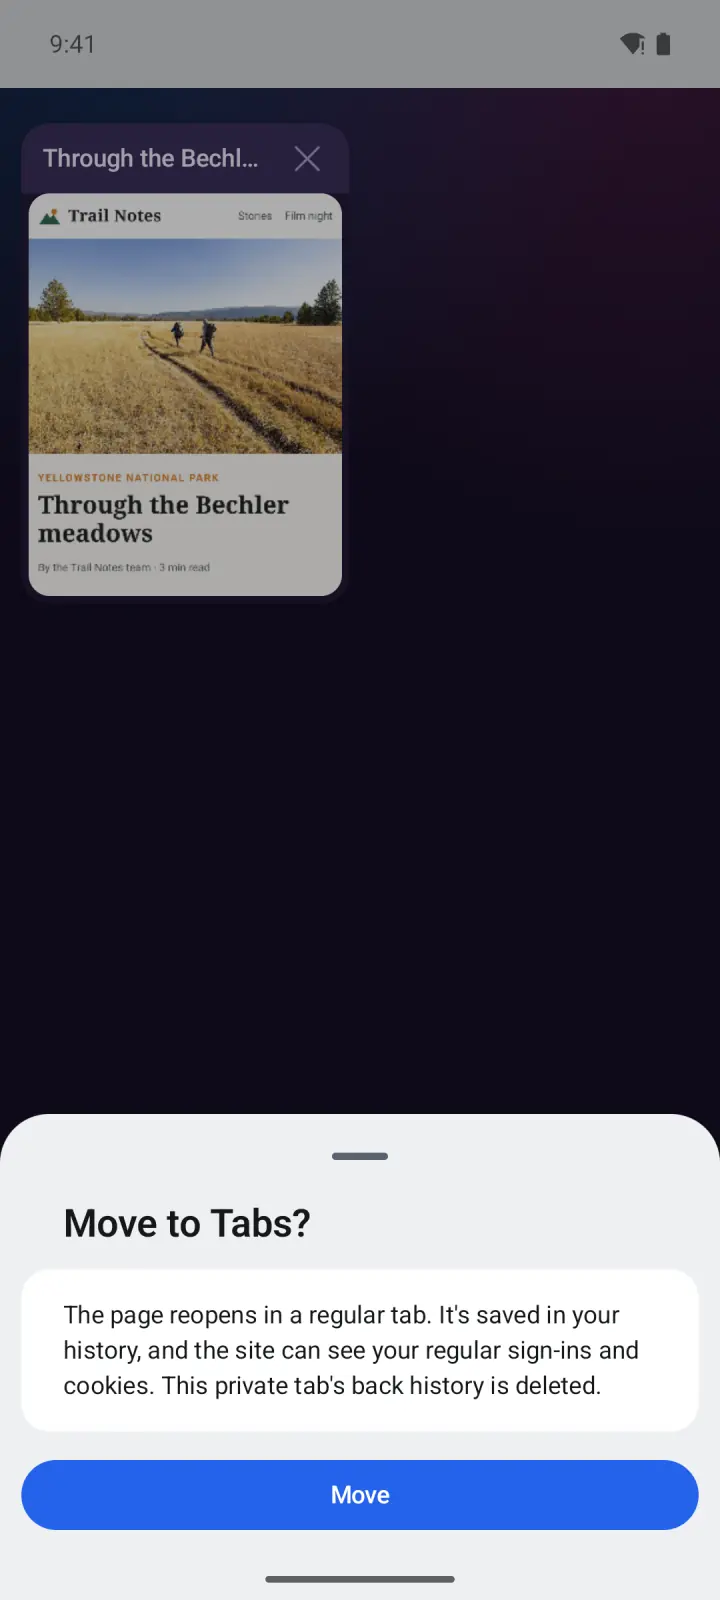 9:41
Through the Bechl...
Trail Notes
Stories Film night
YELLOWSTONE NATIONAL PARK
Through the Bechler
meadows
By the Trail Notes team · 3 min read
Move to Tabs?
The page reopens in a regular tab. It's saved in your
history, and the site can see your regular sign-ins and
cookies. This private tab's back history is deleted.
Move